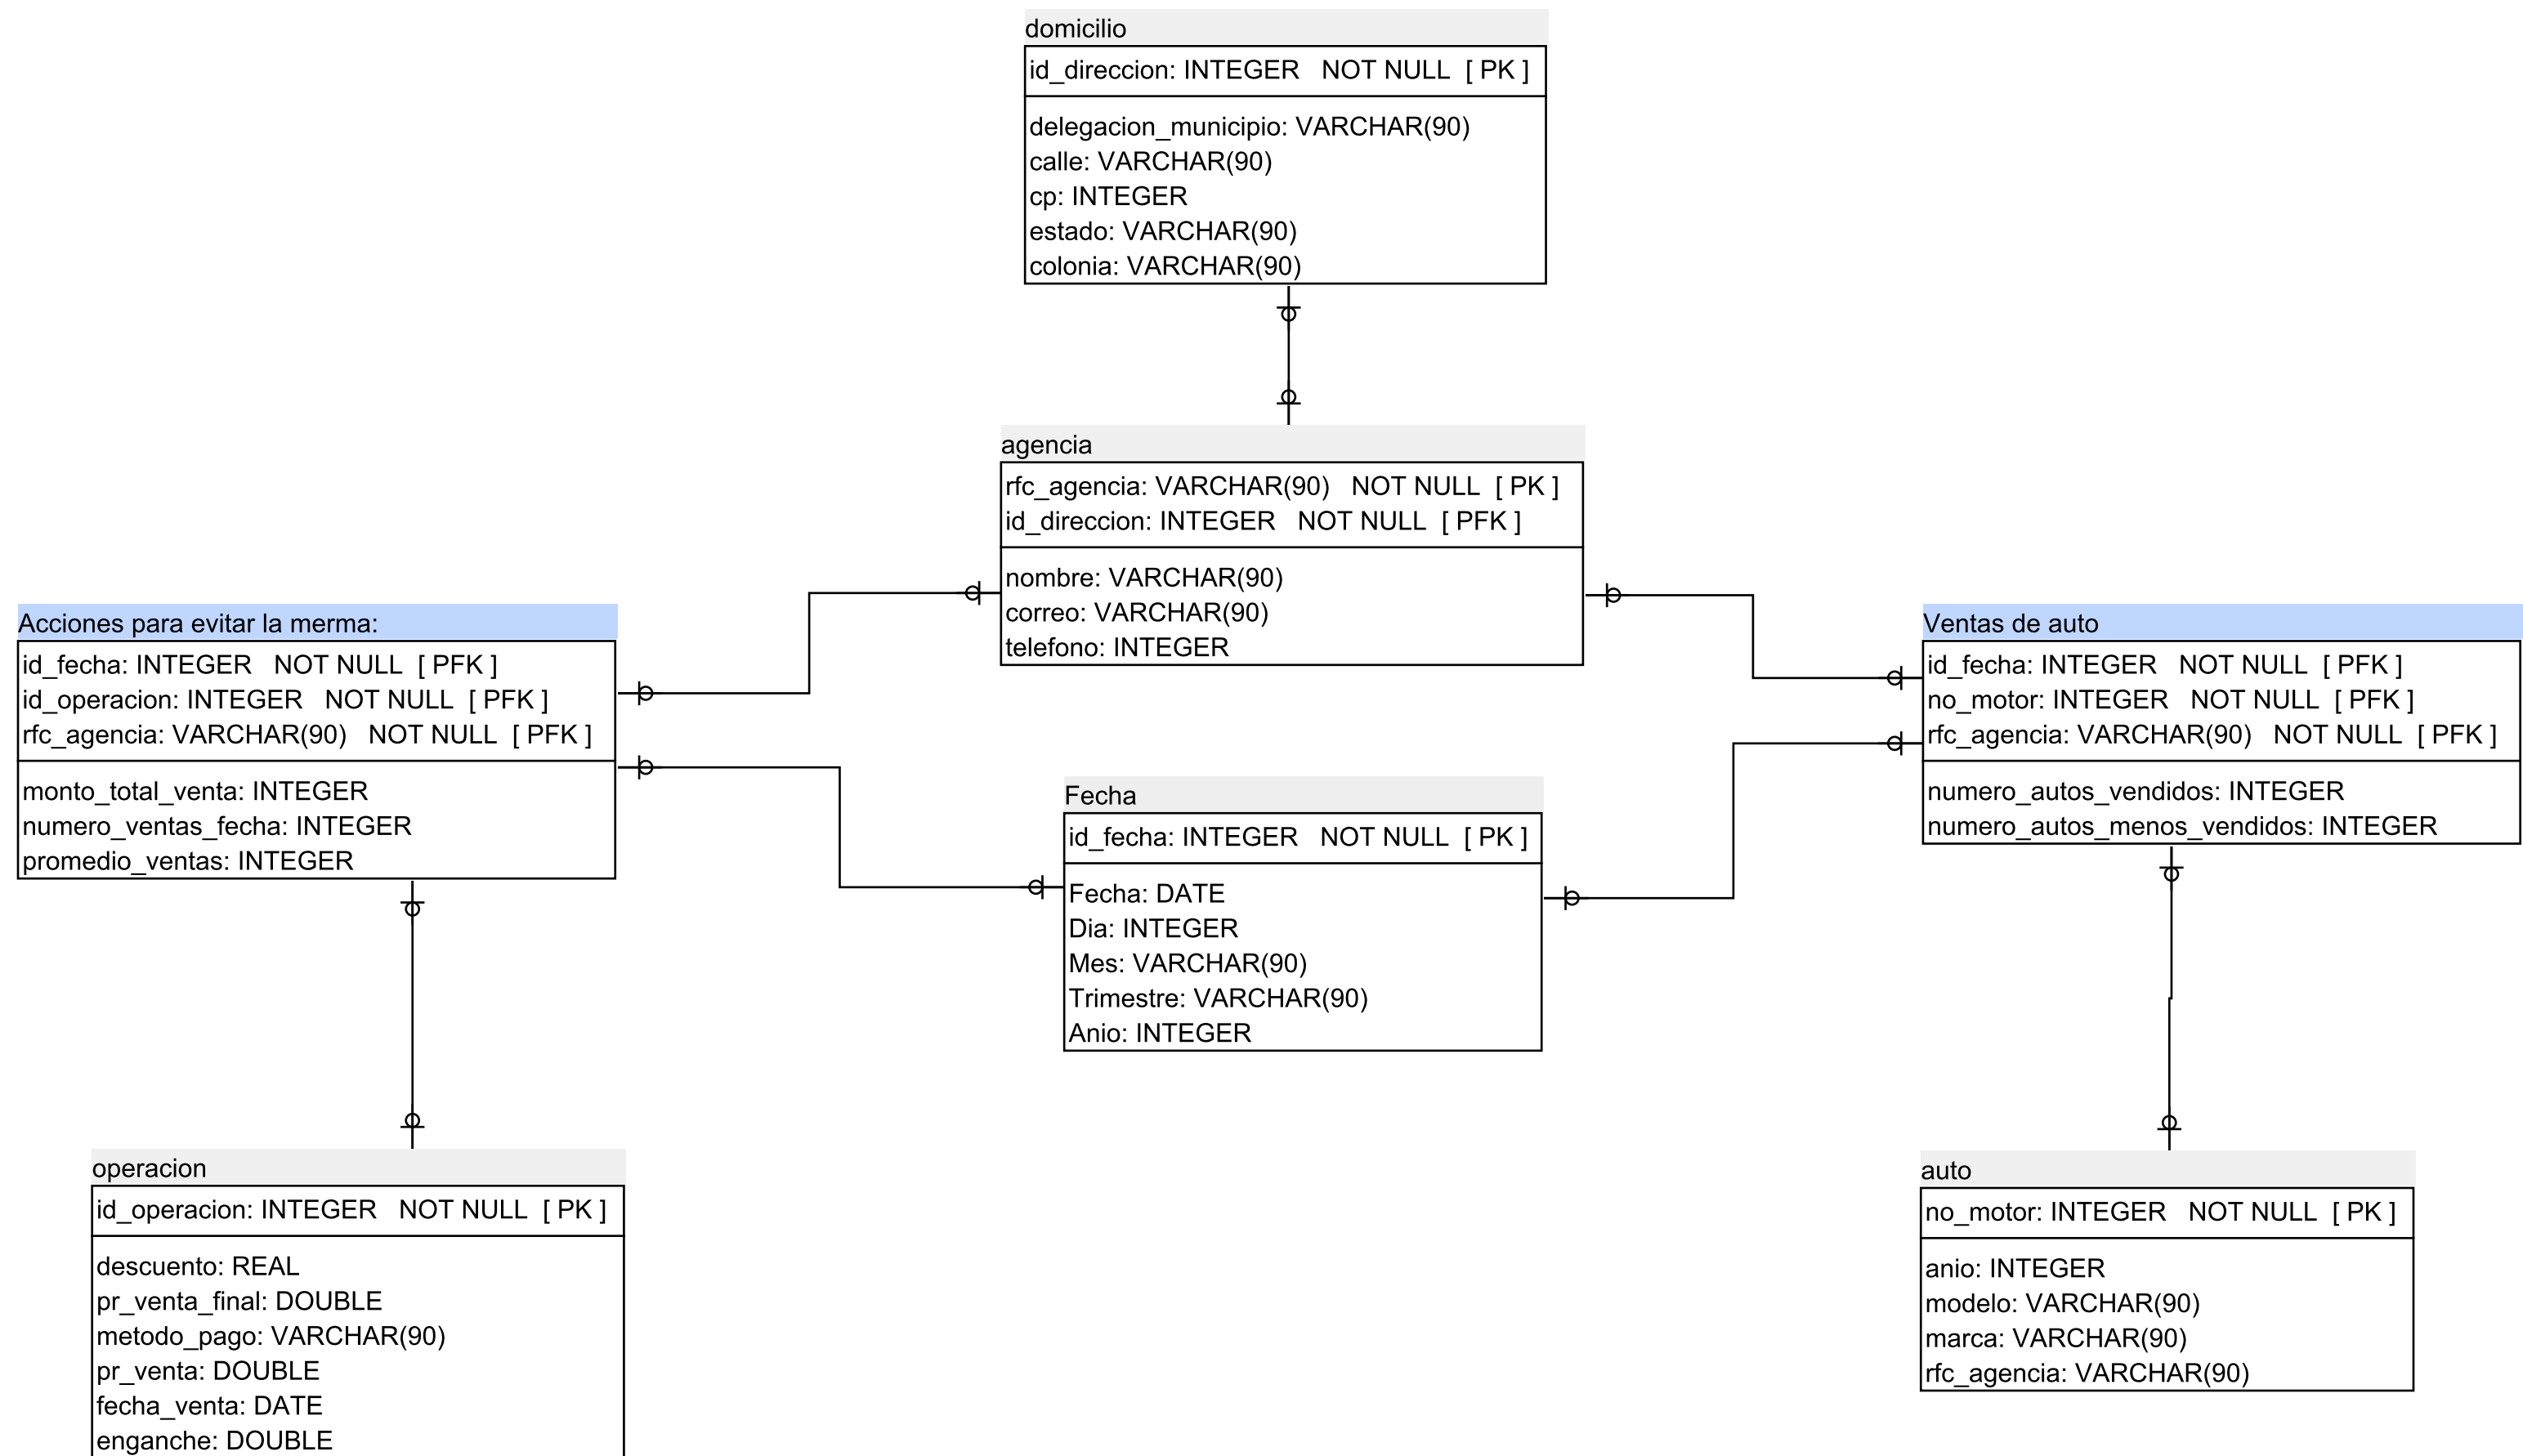 domicilio
id_direccion: INTEGER   NOT NULL  [ PK ]
delegacion_municipio: VARCHAR(90)
calle: VARCHAR(90)
cp: INTEGER
estado: VARCHAR(90)
colonia: VARCHAR(90)
agencia
rfc_agencia: VARCHAR(90)   NOT NULL  [ PK ]
id_direccion: INTEGER   NOT NULL  [ PFK ]
nombre: VARCHAR(90)
correo: VARCHAR(90)
telefono: INTEGER
Acciones para evitar la merma:
id_fecha: INTEGER   NOT NULL  [ PFK ]
id_operacion: INTEGER   NOT NULL  [ PFK ]
rfc_agencia: VARCHAR(90)   NOT NULL  [ PFK ]
monto_total_venta: INTEGER
numero_ventas_fecha: INTEGER
promedio_ventas: INTEGER
Ventas de auto
id_fecha: INTEGER   NOT NULL  [ PFK ]
no_motor: INTEGER   NOT NULL  [ PFK ]
rfc_agencia: VARCHAR(90)   NOT NULL  [ PFK ]
numero_autos_vendidos: INTEGER
numero_autos_menos_vendidos: INTEGER
Fecha
id_fecha: INTEGER   NOT NULL  [ PK ]
Fecha: DATE
Dia: INTEGER
Mes: VARCHAR(90)
Trimestre: VARCHAR(90)
Anio: INTEGER
operacion
id_operacion: INTEGER   NOT NULL  [ PK ]
descuento: REAL
pr_venta_final: DOUBLE
metodo_pago: VARCHAR(90)
pr_venta: DOUBLE
fecha_venta: DATE
enganche: DOUBLE
auto
no_motor: INTEGER   NOT NULL  [ PK ]
anio: INTEGER
modelo: VARCHAR(90)
marca: VARCHAR(90)
rfc_agencia: VARCHAR(90)